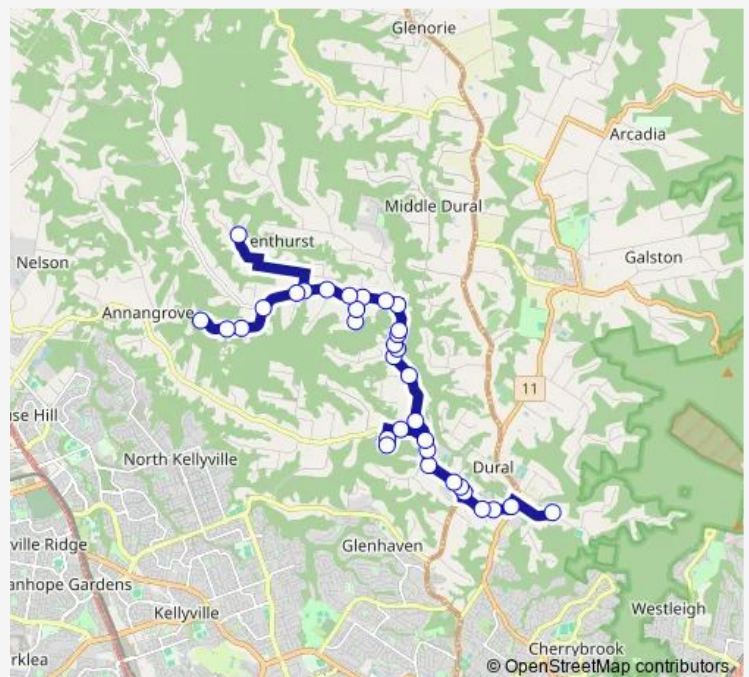 Glenorie
Arcadia
Middle Dural
enthurst
Galston
Nelson
Annangrove
11
use Hill
North Kellyville
Dural
ville Ridge
Glenhaven
anhope Gardens
Kellyville
Westleigh
rklea
Cherrybrook
© OpenStreetMap contributors